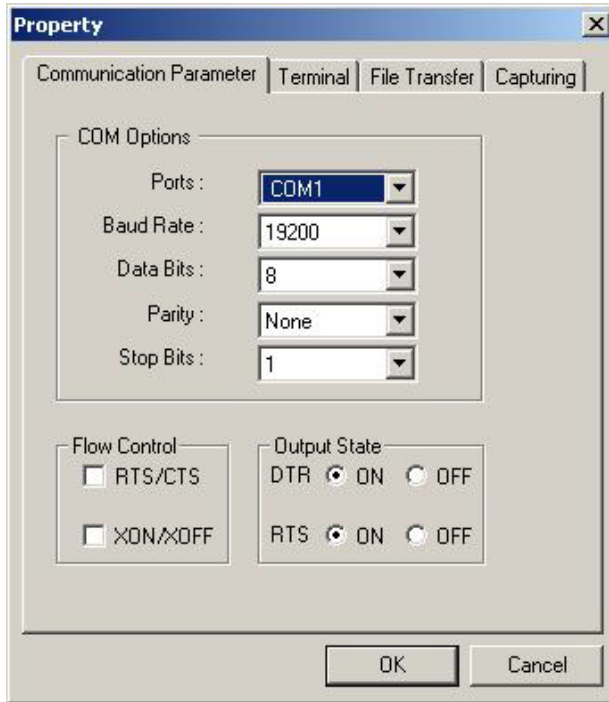 Property
Communication Parameter Terminal File Transfer Capturing
COM Options
Ports : COM1
Baud Rate : 19200
Data Bits : 8
Parity : None
Stop Bits : 1
Flow Control
RTS/CTS
XON/XOFF
Output State
DTR ON OFF
RTS ON OFF
OK Cancel